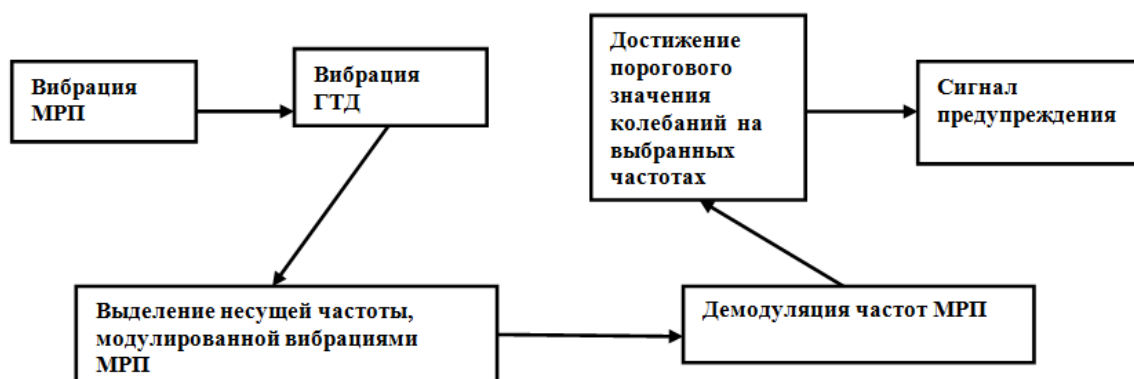 Вибрация
МРП
Вибрация
ГТД
Выделение несущей частоты,
модулированной вибрациями
МРП
Демодуляция частот МРП
Достижение
порогового
значения
колебаний на
выбранных
частотах
Сигнал
предупреждения